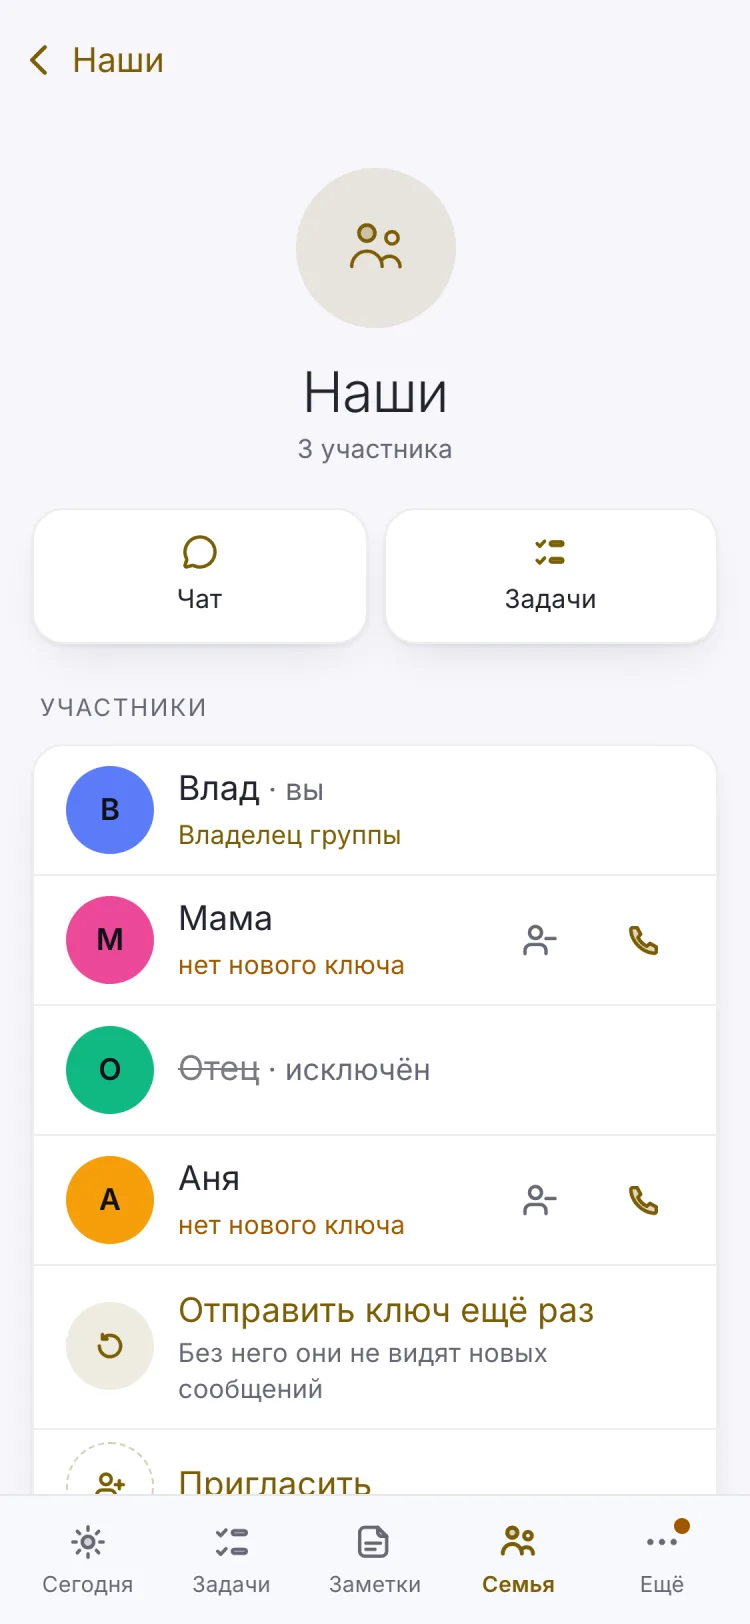 Наши
Наши
3 участника
Чат
Задачи
УЧАСТНИКИ
В
Влад · вы
Владелец группы
М
Мама
нет нового ключа
О
Отец · исключён
А
Аня
нет нового ключа
Отправить ключ ещё раз
Без него они не видят новых
сообщений
Пригласить
Сегодня
Задачи
Заметки
Семья
Ещё